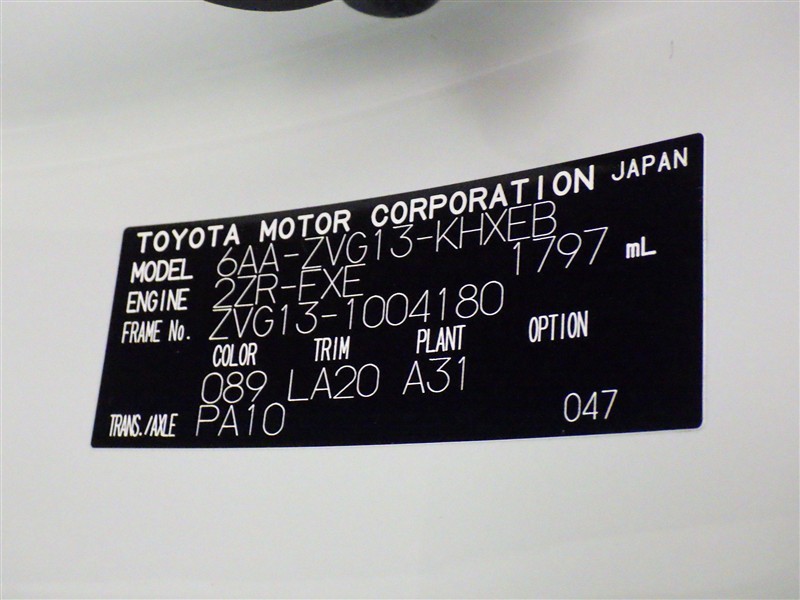 TOYOTA MOTOR CORPORATION JAPAN
MODEL 6AA-ZVG13-KHXEB
ENGINE 2ZR-FXE 1797 mL
FRAME No. ZVG13-1004180
COLOR TRIM PLANT OPTION
089 LA20 A31
TRANS./AXLE PA10 047